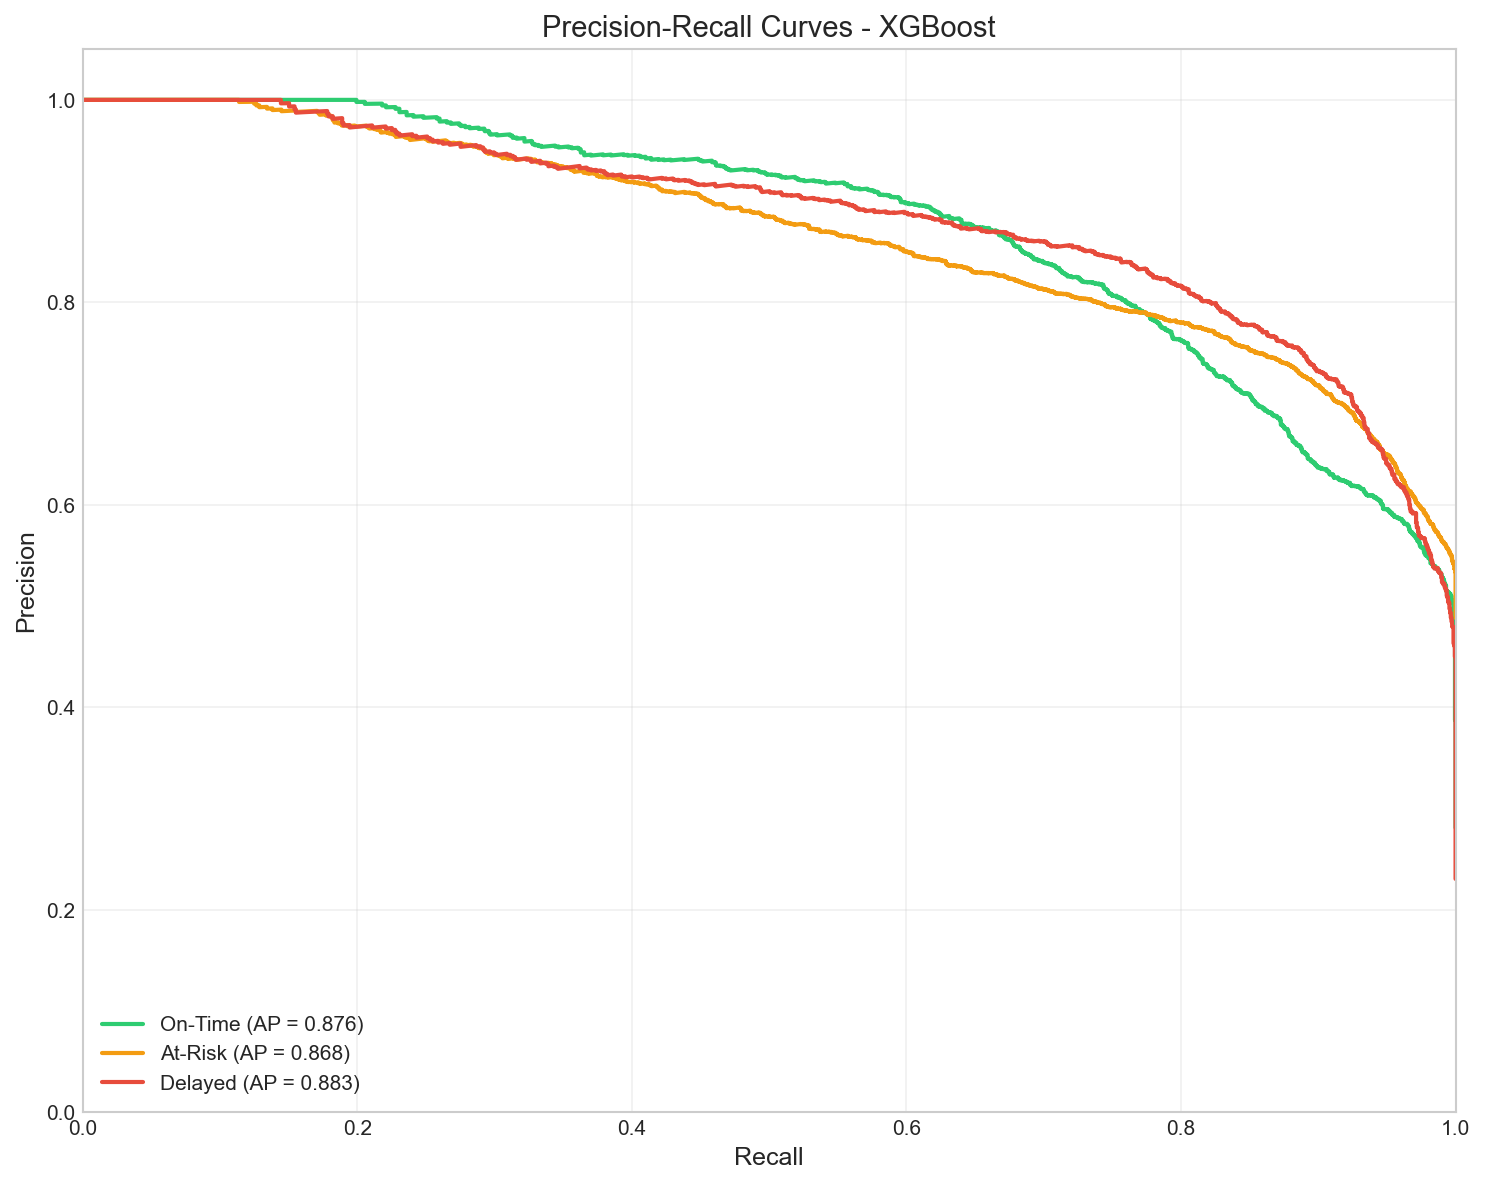 Precision-Recall Curves - XGBoost
Precision
1.0
0.8
0.6
0.4
0.2
0.0
On-Time (AP = 0.876)
At-Risk (AP = 0.868)
Delayed (AP = 0.883)
0.0 0.2 0.4 0.6 0.8 1.0
Recall